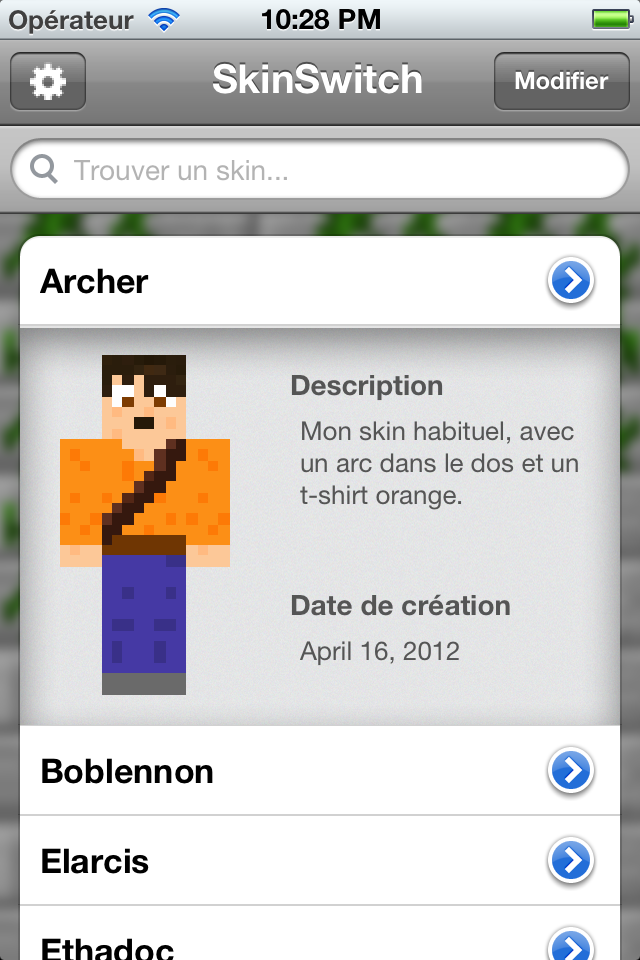 Opérateur 10:28 PM
SkinSwitch Modifier
Trouver un skin...
Archer
Description
Mon skin habituel, avec
un arc dans le dos et un
t-shirt orange.
Date de création
April 16, 2012
Boblennon
Elarcis
Ethadoc